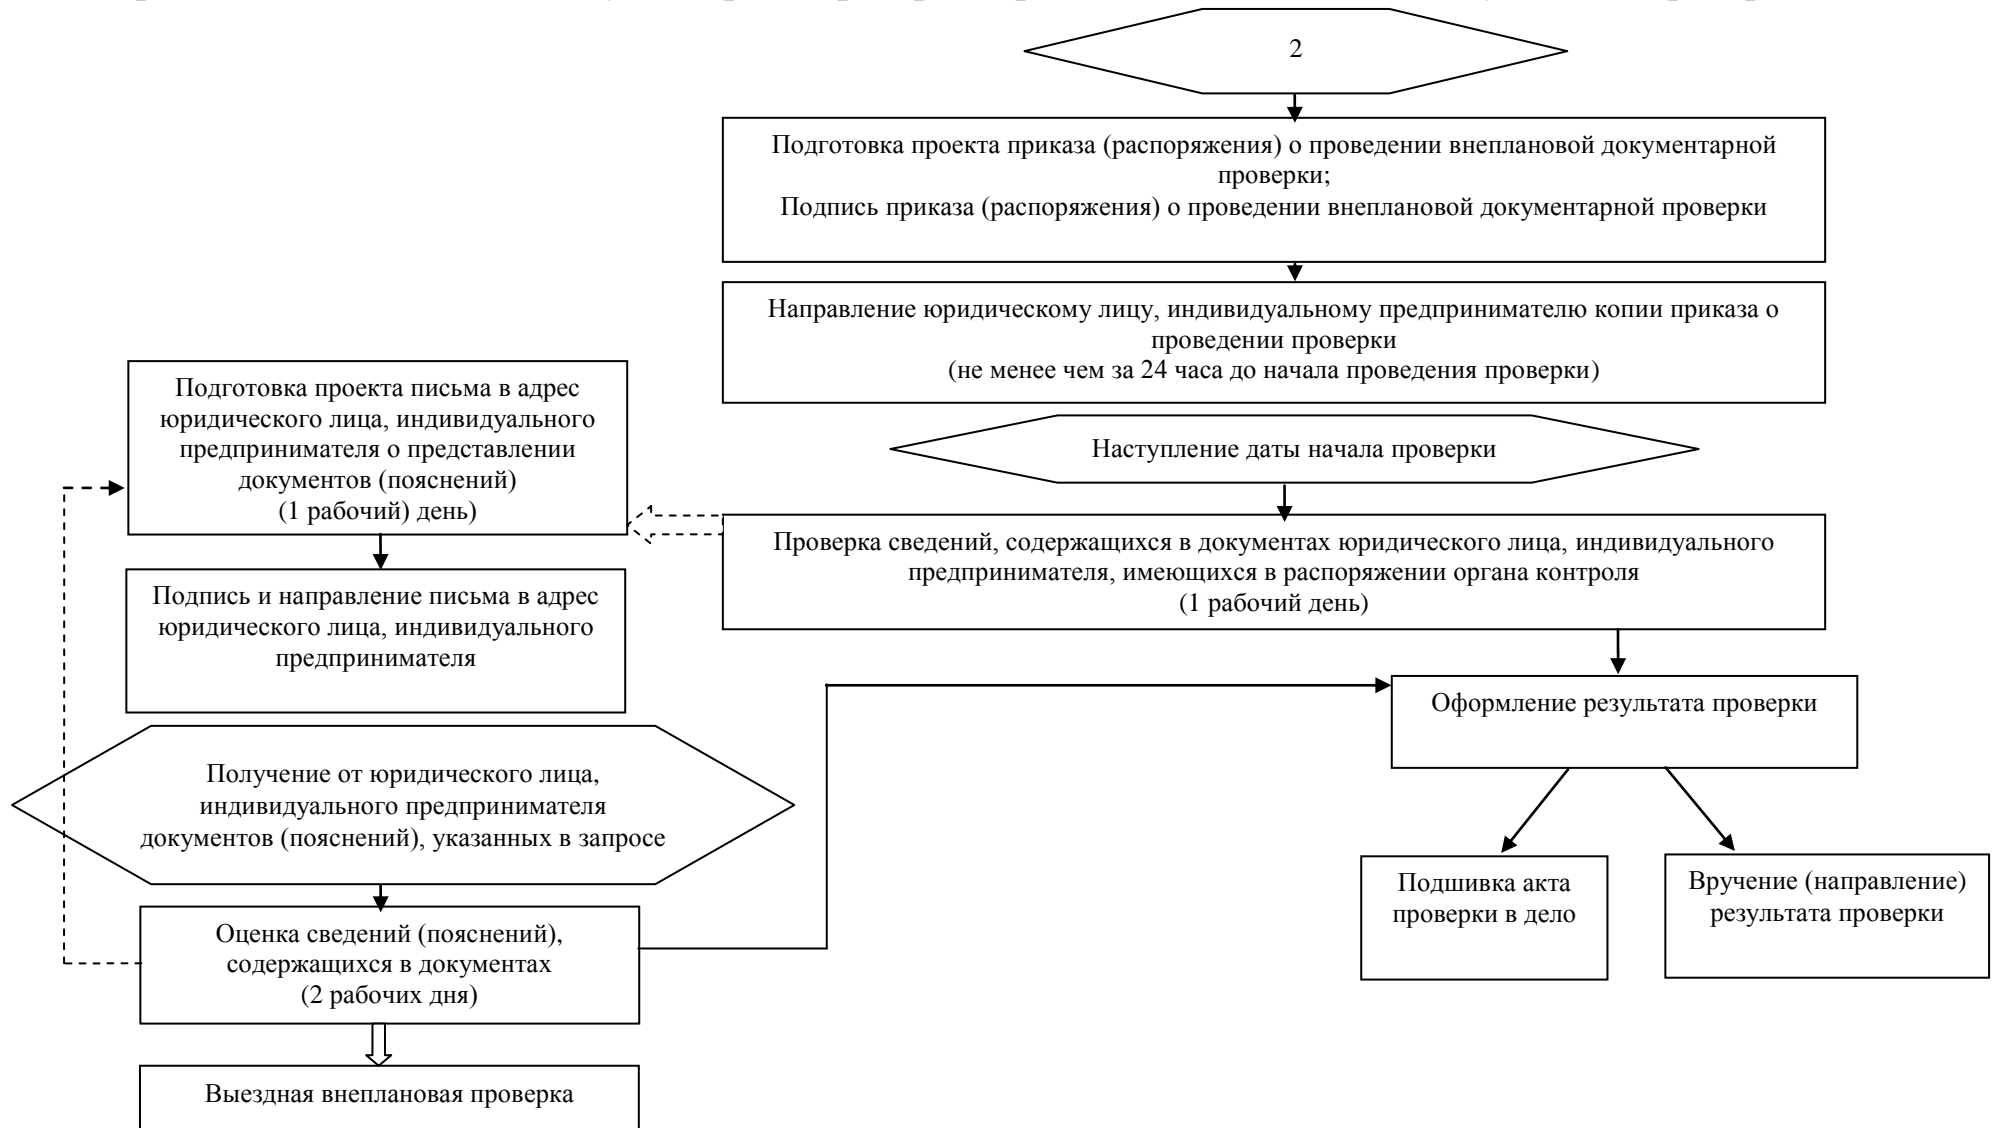 2
Подготовка проекта приказа (распоряжения) о проведении внеплановой документарной
проверки;
Подпись приказа (распоряжения) о проведении внеплановой документарной проверки
Направление юридическому лицу, индивидуальному предпринимателю копии приказа о
проведении проверки
(не менее чем за 24 часа до начала проведения проверки)
Наступление даты начала проверки
Проверка сведений, содержащихся в документах юридического лица, индивидуального
предпринимателя, имеющихся в распоряжении органа контроля
(1 рабочий день)
Подготовка проекта письма в адрес
юридического лица, индивидуального
предпринимателя о представлении
документов (пояснений)
(1 рабочий) день)
Подпись и направление письма в адрес
юридического лица, индивидуального
предпринимателя
Получение от юридического лица,
индивидуального предпринимателя
документов (пояснений), указанных в запросе
Оценка сведений (пояснений),
содержащихся в документах
(2 рабочих дня)
Выездная внеплановая проверка
Оформление результата проверки
Подшивка акта
проверки в дело
Вручение (направление)
результата проверки